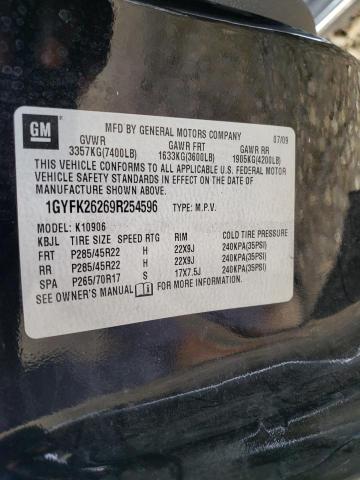 GM
MFD BY GENERAL MOTORS COMPANY 07/09
GVWR GAWR FRT GAWR RR
3357KG(7400LB) 1633KG(3600LB) 1905KG(4200LB)
THIS VEHICLE CONFORMS TO ALL APPLICABLE U.S. FEDERAL
MOTOR VEHICLE SAFETY STANDARDS IN EFFECT ON THE DATE OF
MANUFACTURE SHOWN ABOVE.
1GYFK26269R254596 TYPE: M.P.V.
MODEL: K10906
KBJL TIRE SIZE SPEED RTG RIM COLD TIRE PRESSURE
FRT P285/45R22 H 22X9J 240KPA(35PSI)
RR P285/45R22 H 22X9J 240KPA(35PSI)
SPA P265/70R17 S 17X7.5J 240KPA(35PSI)
SEE OWNER'S MANUAL FOR ADDITIONAL INFORMATION.